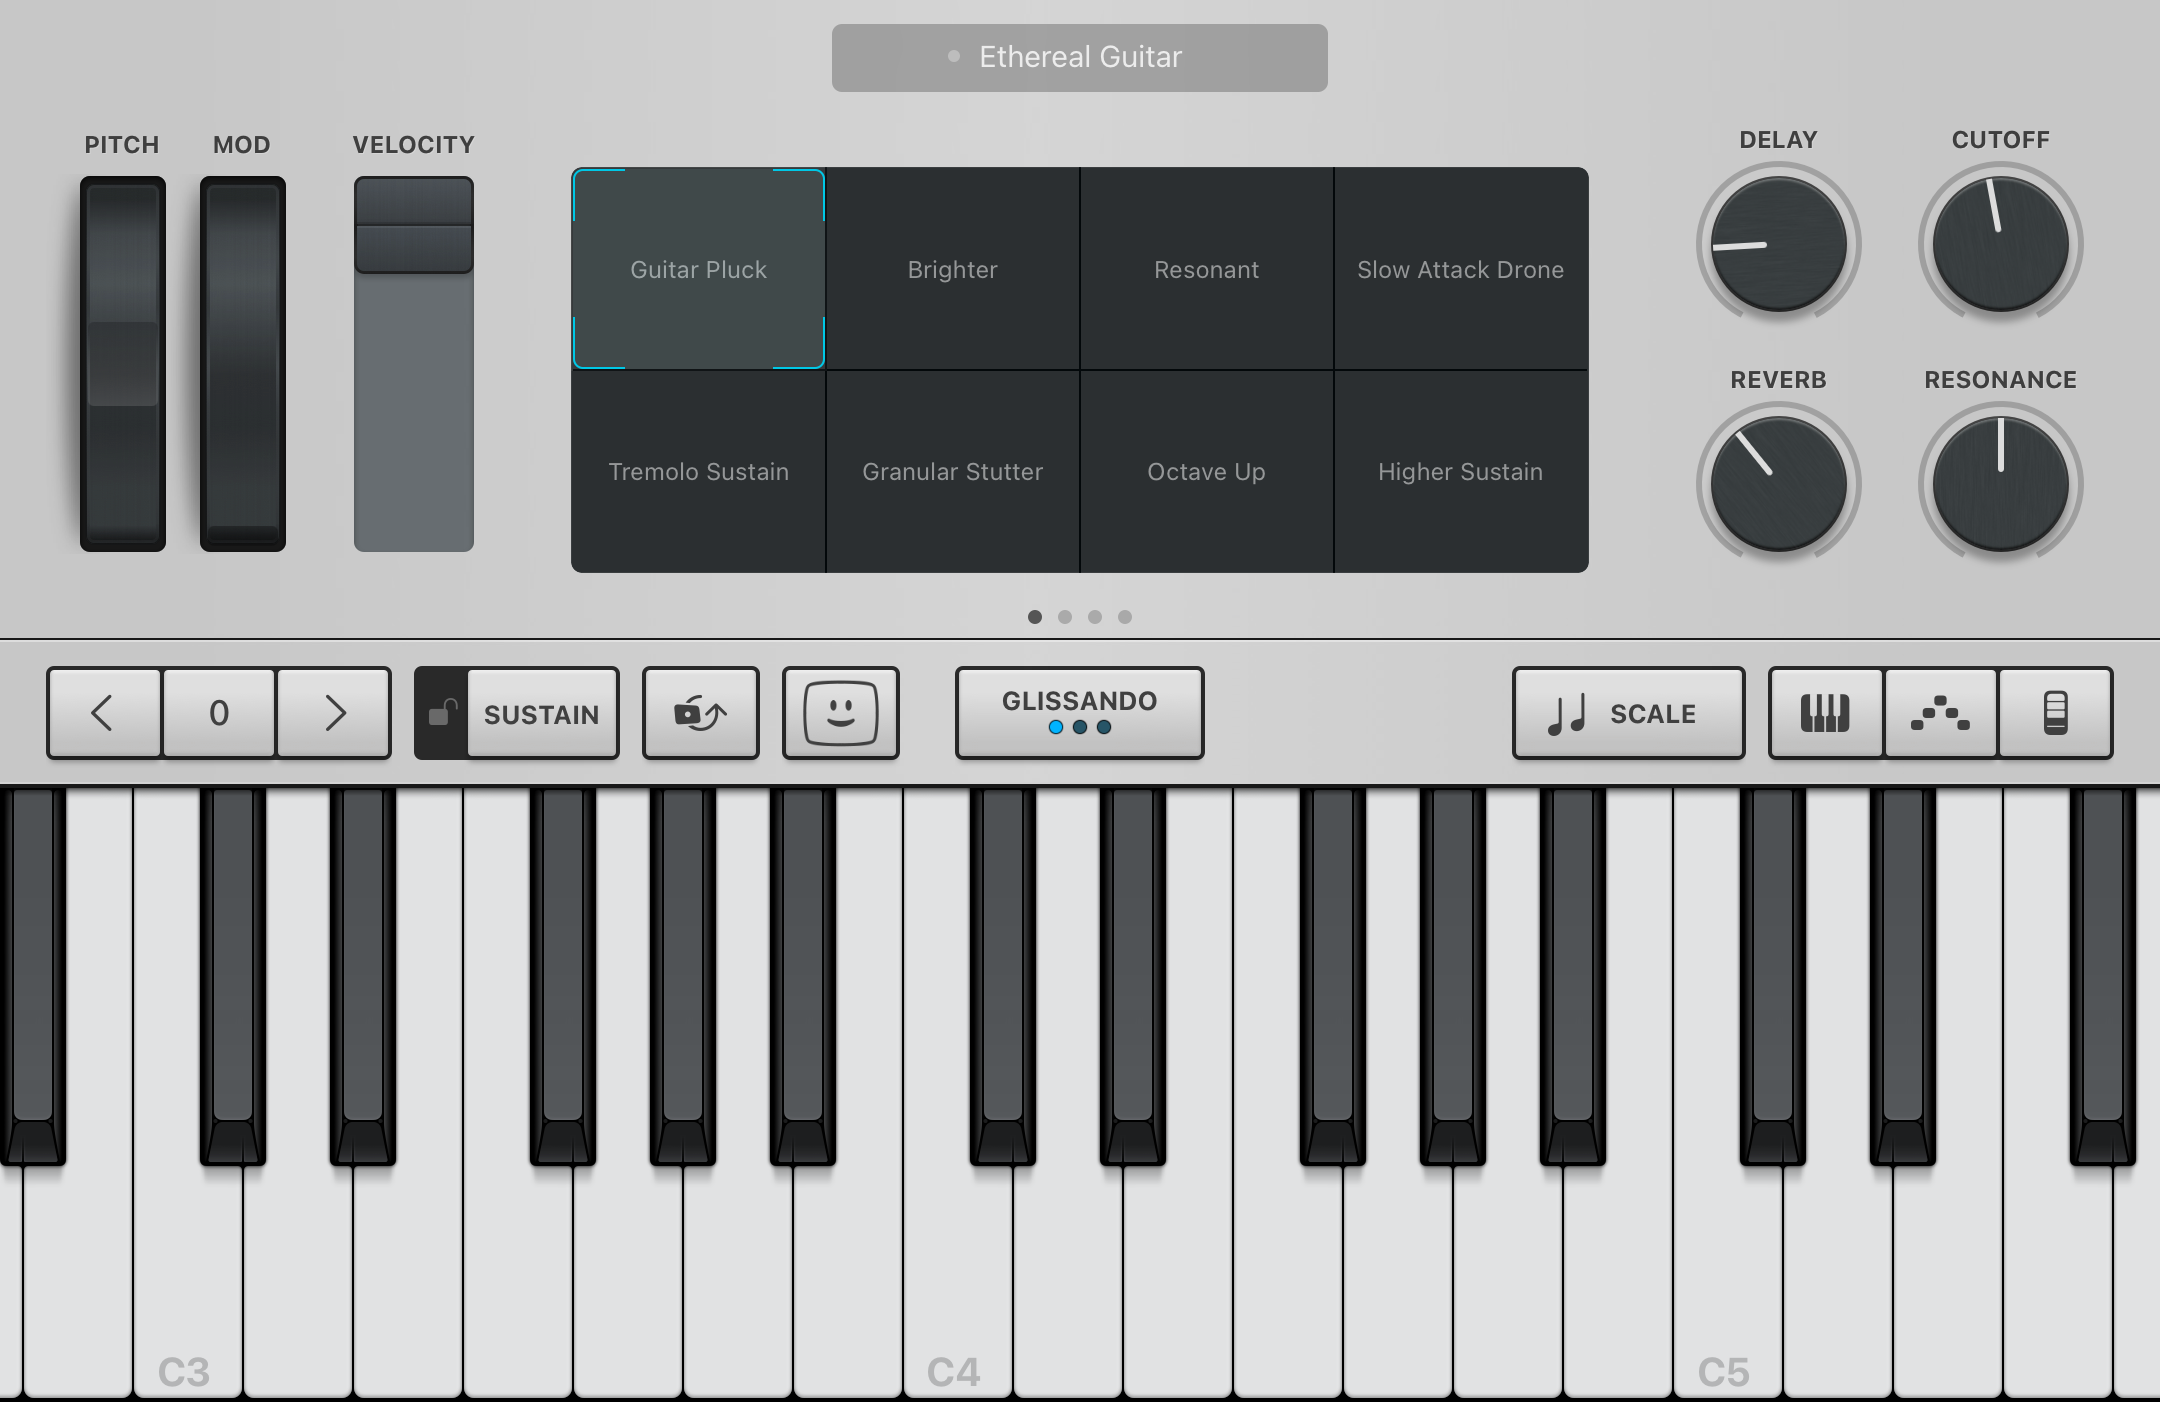 Ethereal Guitar
PITCH MOD VELOCITY
DELAY CUTOFF
Guitar Pluck Brighter Resonant Slow Attack Drone
REVERB RESONANCE
Tremolo Sustain Granular Stutter Octave Up Higher Sustain
0 SUSTAIN GLISSANDO SCALE
C3 C4 C5